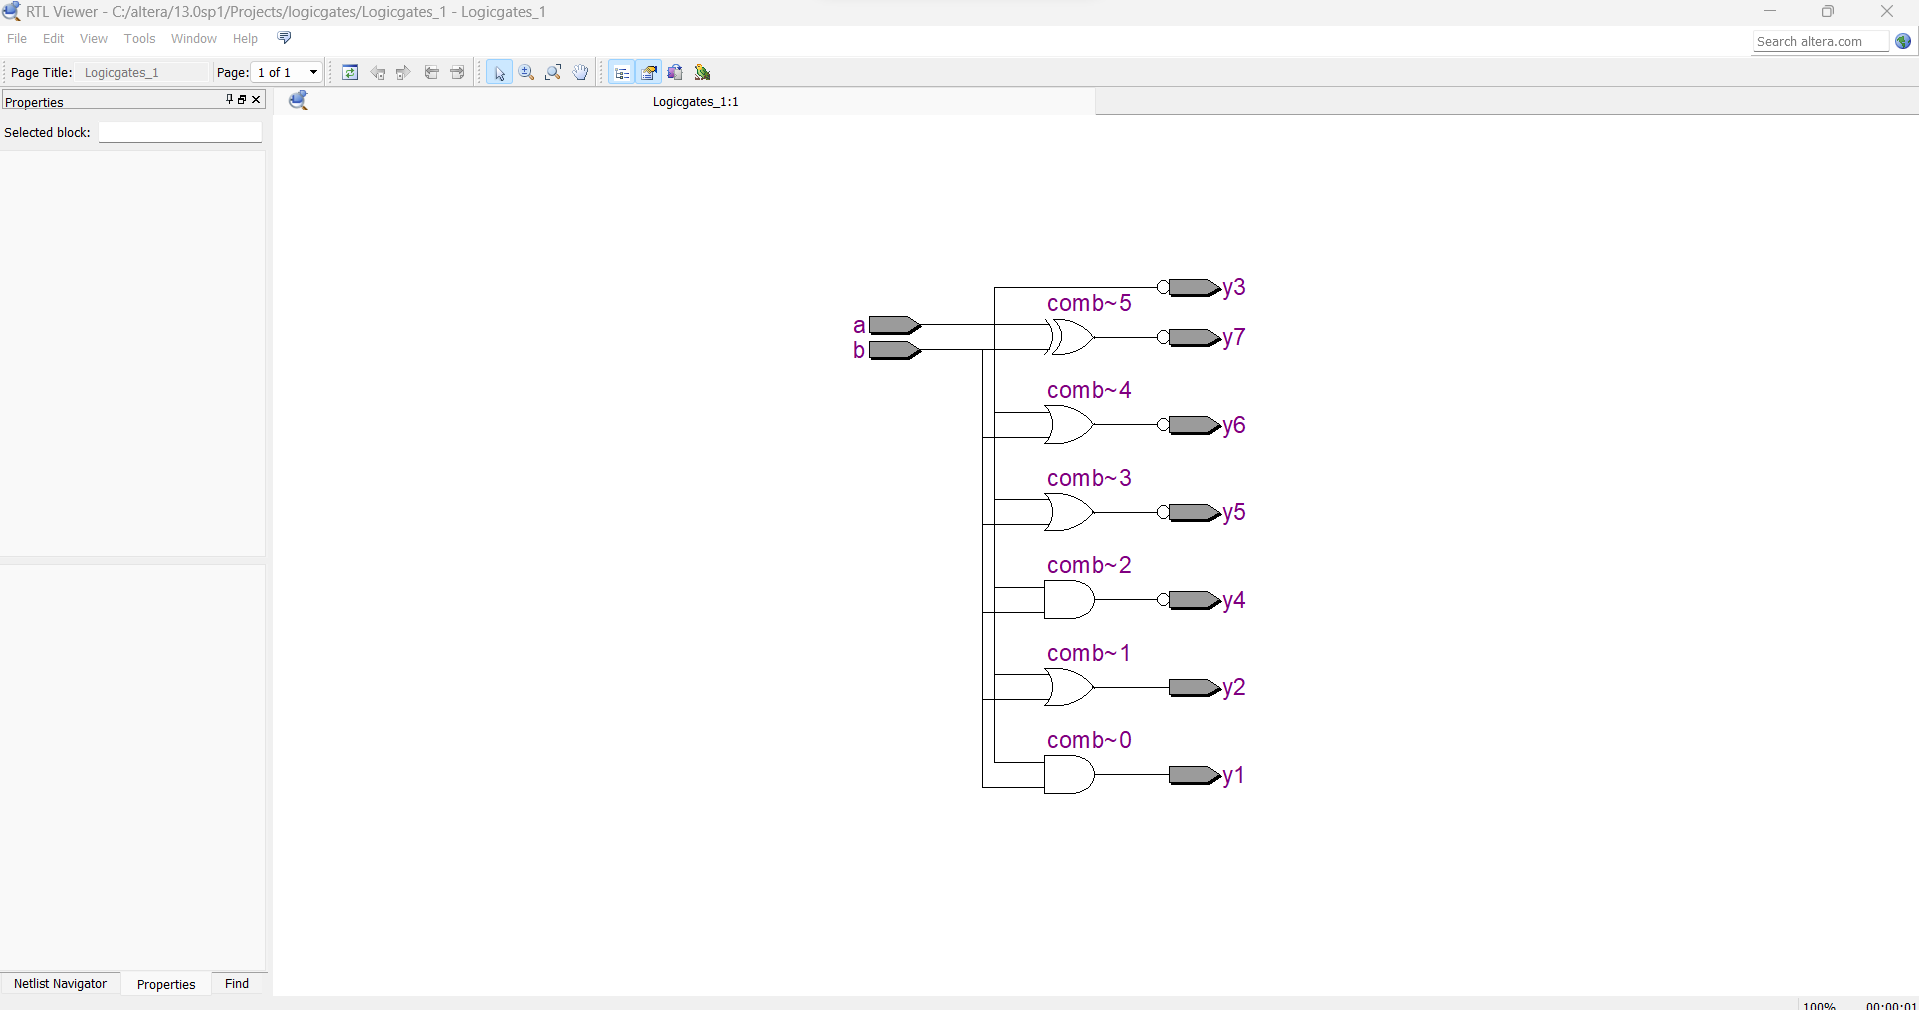 RTL Viewer - C:/altera/13.0sp1/Projects/logicgates/Logicgates_1 - Logicgates_1
File Edit View Tools Window Help
Search altera.com
Page Title: Logicgates_1 Page: 1 of 1
Properties
Logicgates_1:1
Selected block:
y3
comb~5
a
y7
b
comb~4
y6
comb~3
y5
comb~2
y4
comb~1
y2
comb~0
y1
Netlist Navigator Properties Find
100% 00:00:01